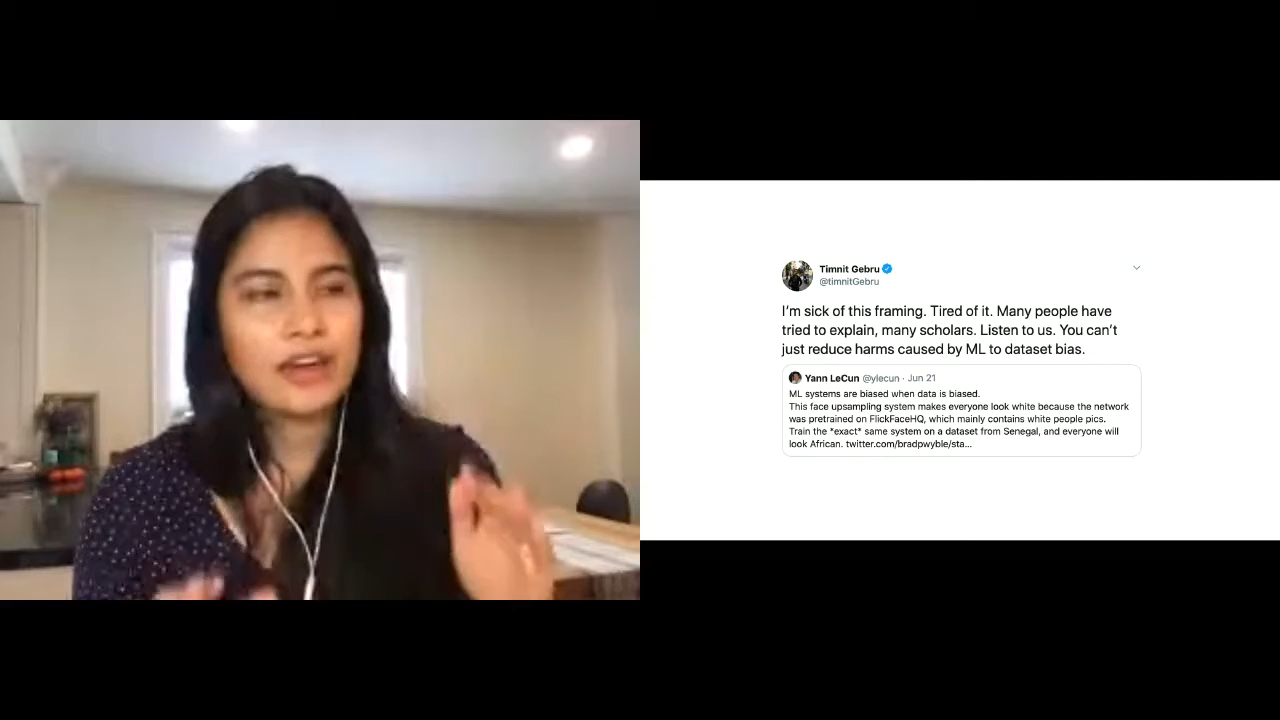 Timnit Gebru
@timnitGebru
I'm sick of this framing. Tired of it. Many people have
tried to explain, many scholars. Listen to us. You can't
just reduce harms caused by ML to dataset bias.
Yann LeCun @ylecun · Jun 21
ML systems are biased when data is biased.
This face upsampling system makes everyone look white because the network
was pretrained on FlickFaceHQ, which mainly contains white people pics.
Train the *exact* same system on a dataset from Senegal, and everyone will
look African. twitter.com/bradpwyble/sta...